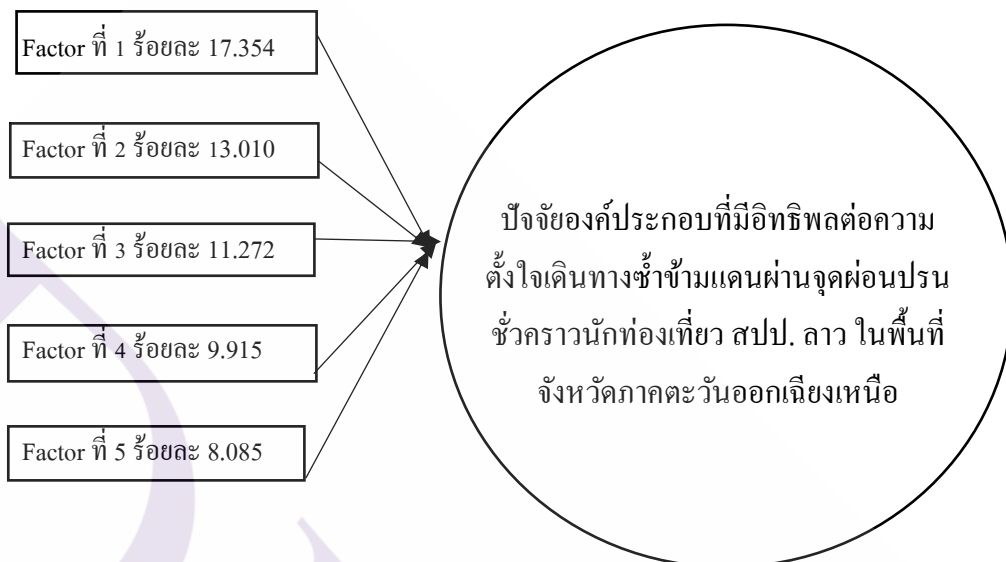 Factor ที่ 1 ร้อยละ 17.354
Factor ที่ 2 ร้อยละ 13.010
Factor ที่ 3 ร้อยละ 11.272
Factor ที่ 4 ร้อยละ 9.915
Factor ที่ 5 ร้อยละ 8.085
ปัจจัยองค์ประกอบที่มีอิทธิพลต่อความ
ตั้งใจเดินทางซ้ำข้ามแดนผ่านจุดผ่อนปรน
ชั่วคราวนักท่องเที่ยว สปป. ลาว ในพื้นที่
จังหวัดภาคตะวันออกเฉียงเหนือ